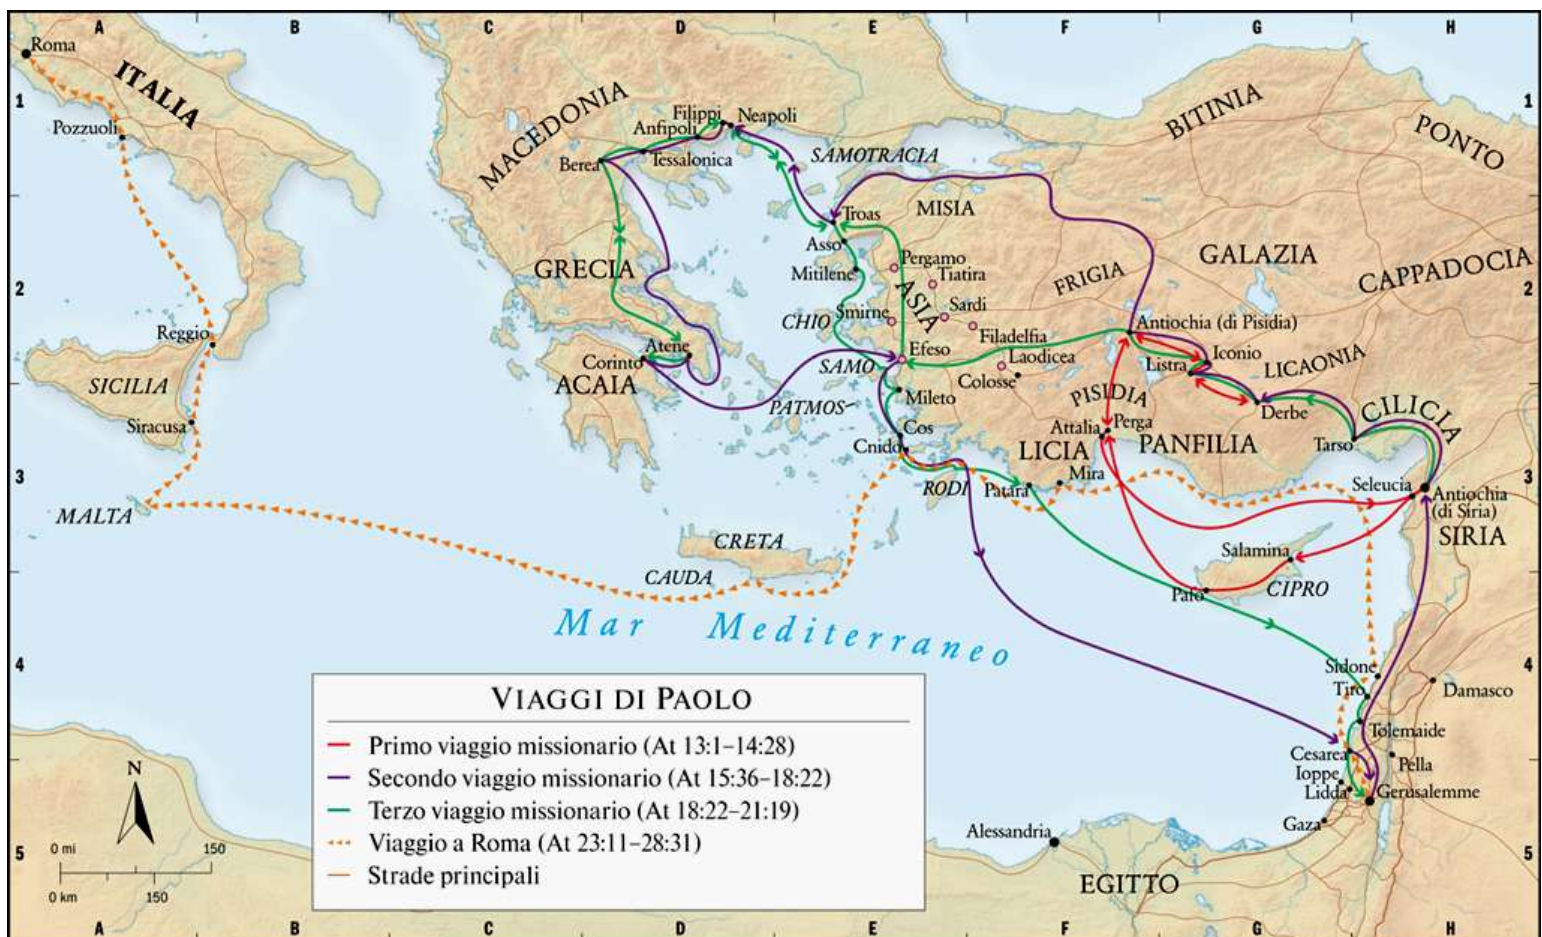 A B C D E F G H
Roma
ITALIA
1
Pozzuoli
MACEDONIA
Filippi
Neapoli
Anfipoli
Tessalonica
Berea
SAMOTRACIA
BITINIA
PONTO
1
Troas
MISIA
Asso
Mitilene
Pergamo
Tiatira
ASIA
GRECIA
FRIGIA
GALAZIA
CAPPADOCIA
2
2
Reggio
CHIO
Smirne
Sardi
Filadelfia
Antiochia (di Pisidia)
Atene
Corinto
Efeso
Laodicea
Iconio
SICILIA
ACAIA
SAMO
Colosse
Listra
LICAONIA
PATMOS
Mileto
PISIDIA
Derbe
Siracusa
Cos
Attalia
Perga
CILICIA
Cnido
LICIA
PANFILIA
Tarso
3
3
RODI
Patara
Mira
Seleucia
Antiochia
(di Siria)
MALTA
SIRIA
CRETA
Salamina
CAUDA
Pafo
CIPRO
Mar Mediterraneo
4
4
Sidone
Tiro
Damasco
Tolemaide
Cesarea
Pella
Ioppe
Lidda
Gerusalemme
Gaza
Alessandria
EGITTO
VIAGGI DI PAOLO
Primo viaggio missionario (At 13:1–14:28)
Secondo viaggio missionario (At 15:36–18:22)
Terzo viaggio missionario (At 18:22–21:19)
Viaggio a Roma (At 23:11–28:31)
Strade principali
N
0 mi 150
0 km 150
5
5
A B C D E F G H